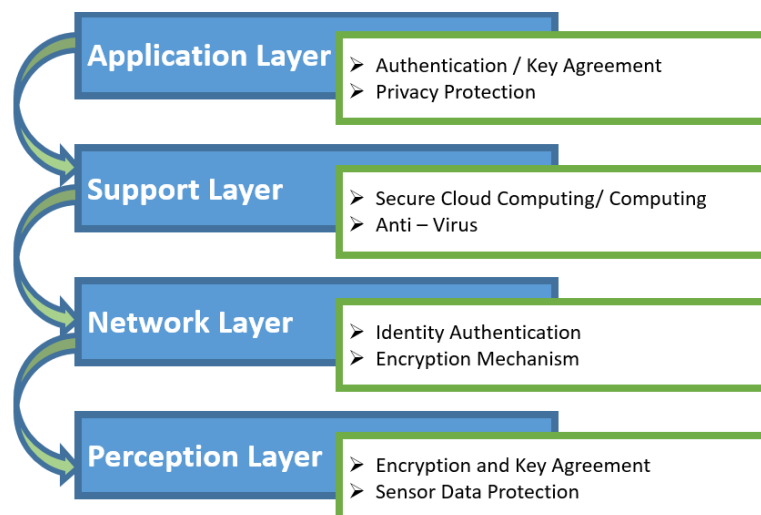 Application Layer
➢ Authentication / Key Agreement
➢ Privacy Protection
Support Layer
➢ Secure Cloud Computing/ Computing
➢ Anti – Virus
Network Layer
➢ Identity Authentication
➢ Encryption Mechanism
Perception Layer
➢ Encryption and Key Agreement
➢ Sensor Data Protection